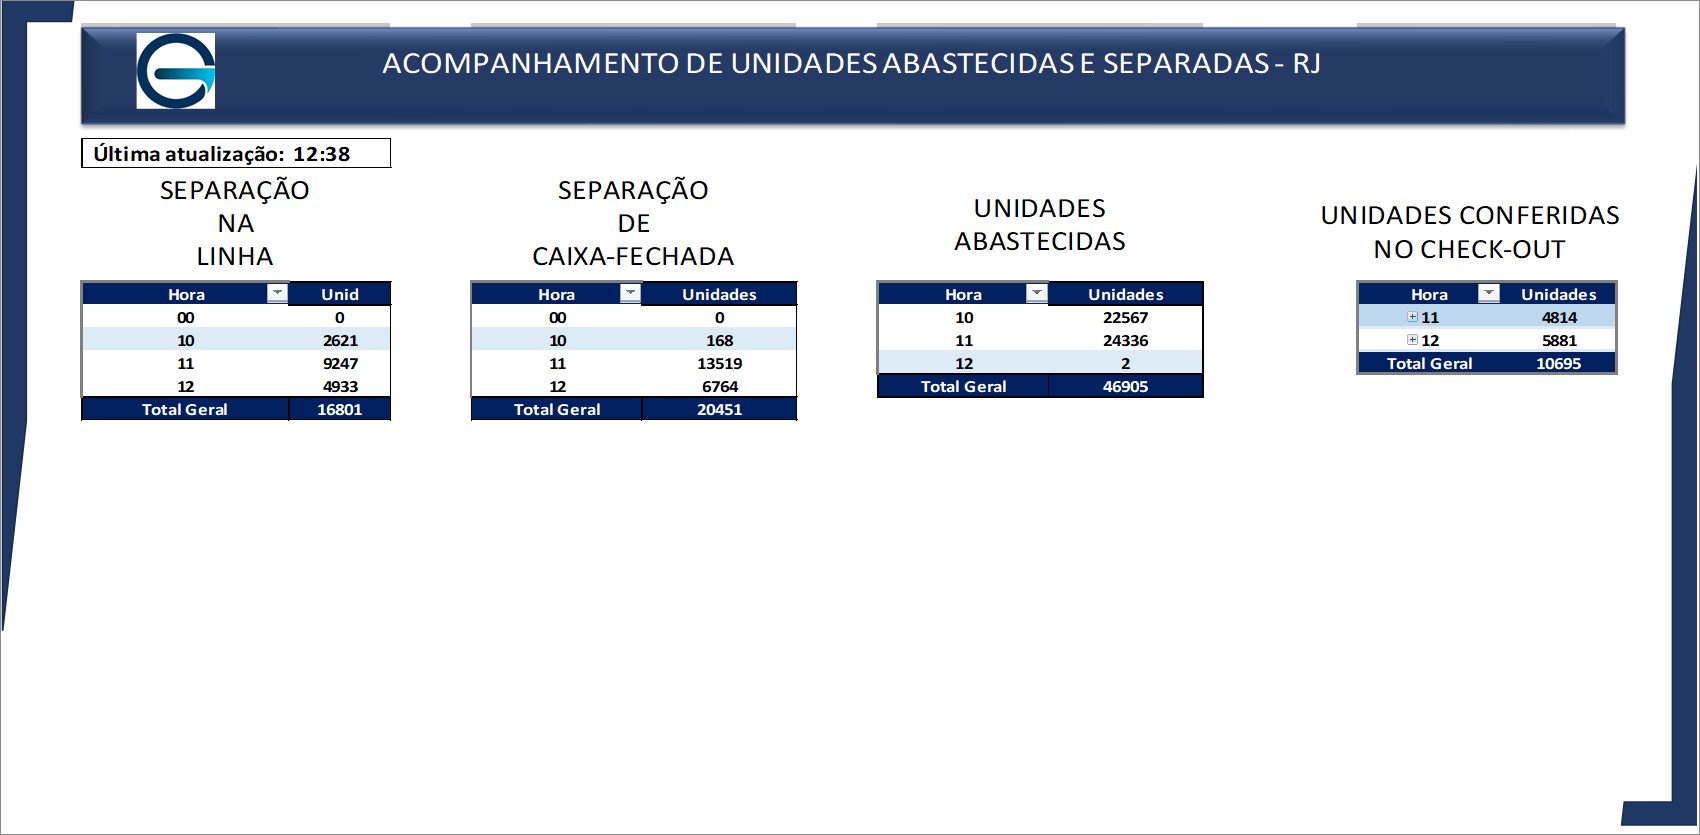 ACOMPANHAMENTO DE UNIDADES ABASTECIDAS E SEPARADAS - RJ
Última atualização: 12:38
SEPARAÇÃO
NA
LINHA
Hora Unid
00 0
10 2621
11 9247
12 4933
Total Geral 16801
SEPARAÇÃO
DE
CAIXA-FECHADA
Hora Unidades
00 0
10 168
11 13519
12 6764
Total Geral 20451
UNIDADES
ABASTECIDAS
Hora Unidades
10 22567
11 24336
12 2
Total Geral 46905
UNIDADES CONFERIDAS
NO CHECK-OUT
Hora Unidades
11 4814
12 5881
Total Geral 10695